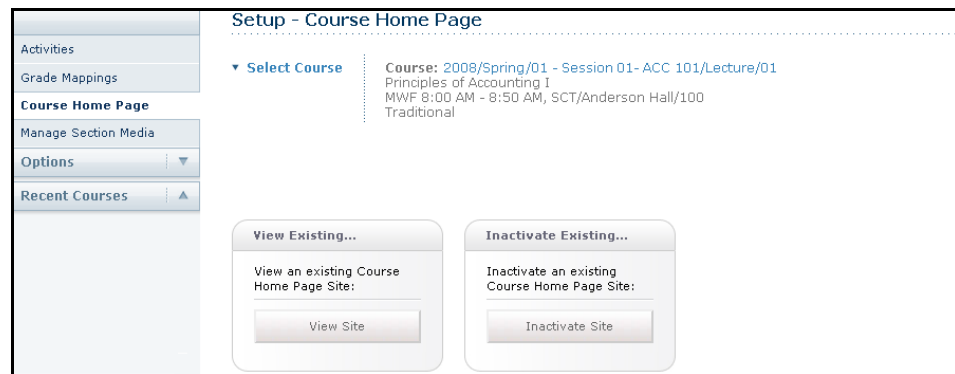 Setup - Course Home Page
Activities
Grade Mappings
Course Home Page
Manage Section Media
Options
Recent Courses
Select Course
Course: 2008/Spring/01 - Session 01- ACC 101/Lecture/01
Principles of Accounting I
MWF 8:00 AM - 8:50 AM, SCT/Anderson Hall/100
Traditional
View Existing...
View an existing Course
Home Page Site:
View Site
Inactivate Existing...
Inactivate an existing
Course Home Page Site:
Inactivate Site